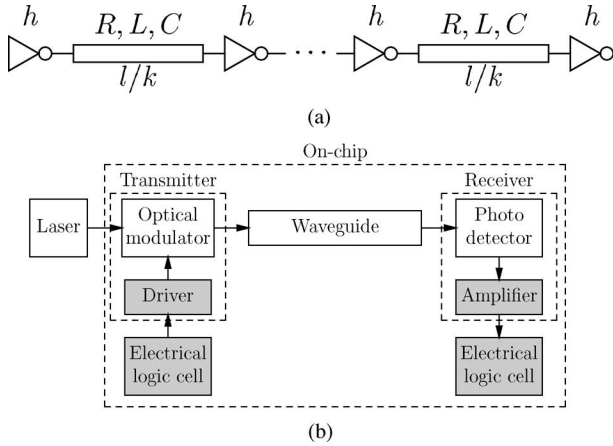 h h h h
R, L, C R, L, C
· · ·
l/k l/k
(a)
On-chip
Transmitter Receiver
Laser
Optical
modulator
Waveguide
Photo
detector
Driver Amplifier
Electrical
logic cell
Electrical
logic cell
(b)